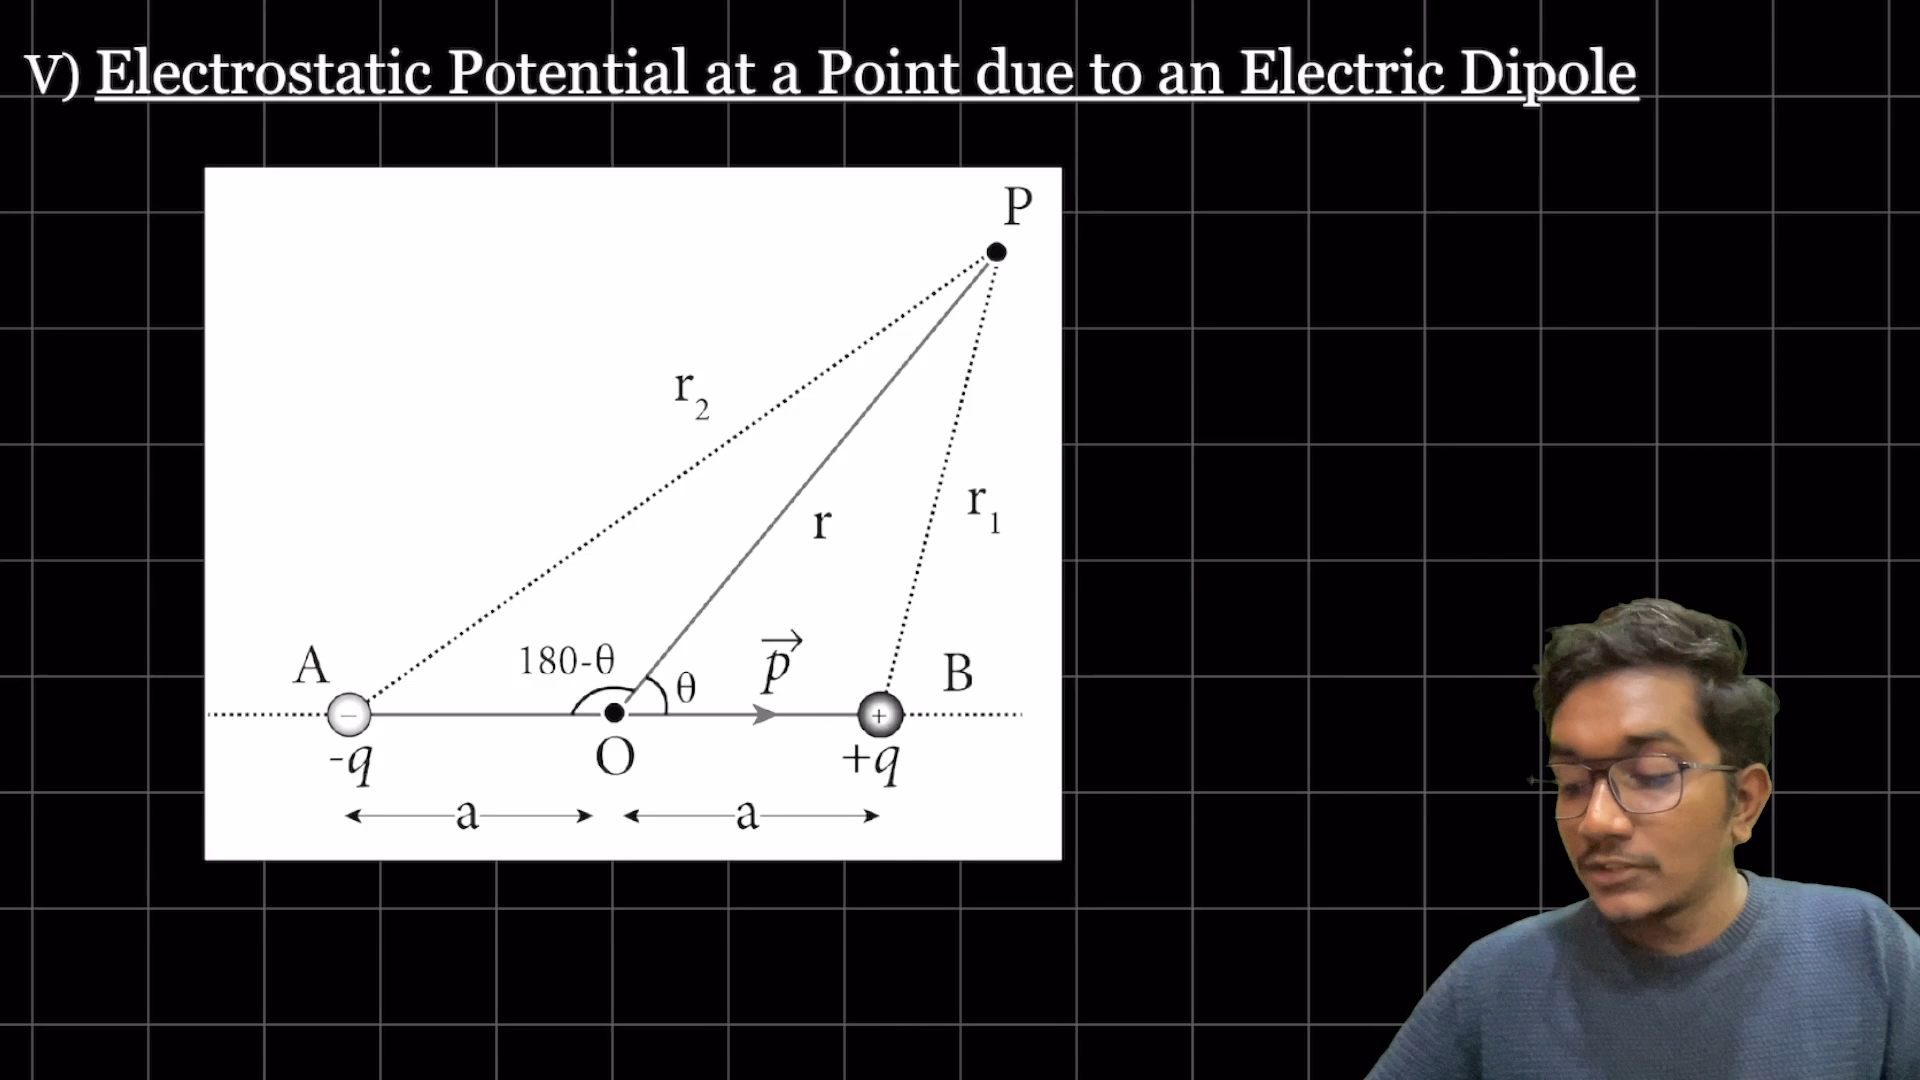 V) Electrostatic Potential at a Point due to an Electric Dipole
P
r₂
r
r₁
A
180-θ
θ
p⃗
B
−
+
-q
O
+q
a
a